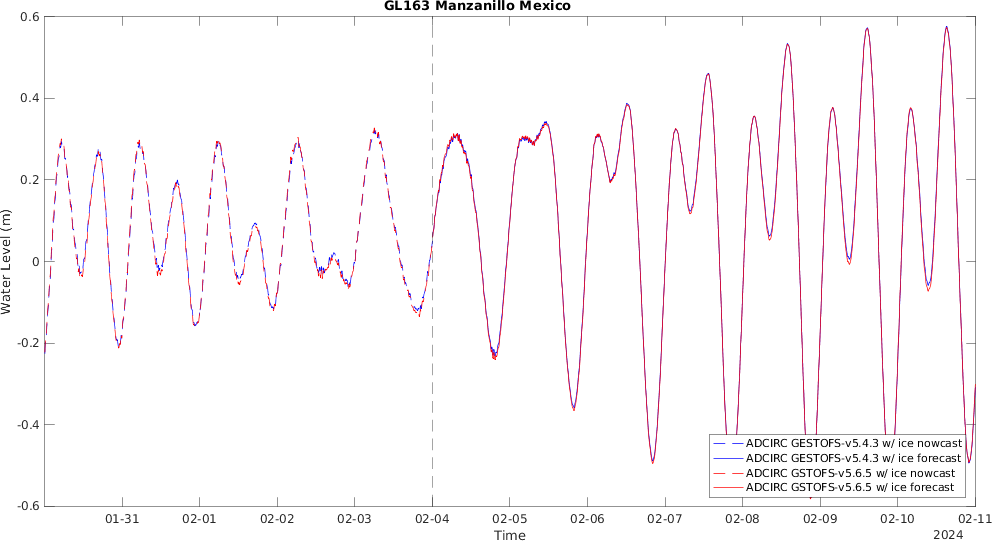 GL163 Manzanillo Mexico
0.6
0.4
0.2
0
-0.2
-0.4
-0.6
Water Level (m)
ADCIRC GESTOFS-v5.4.3 w/ ice nowcast
ADCIRC GESTOFS-v5.4.3 w/ ice forecast
ADCIRC GSTOFS-v5.6.5 w/ ice nowcast
ADCIRC GSTOFS-v5.6.5 w/ ice forecast
01-31 02-01 02-02 02-03 02-04 02-05 02-06 02-07 02-08 02-09 02-10 02-11
Time
2024